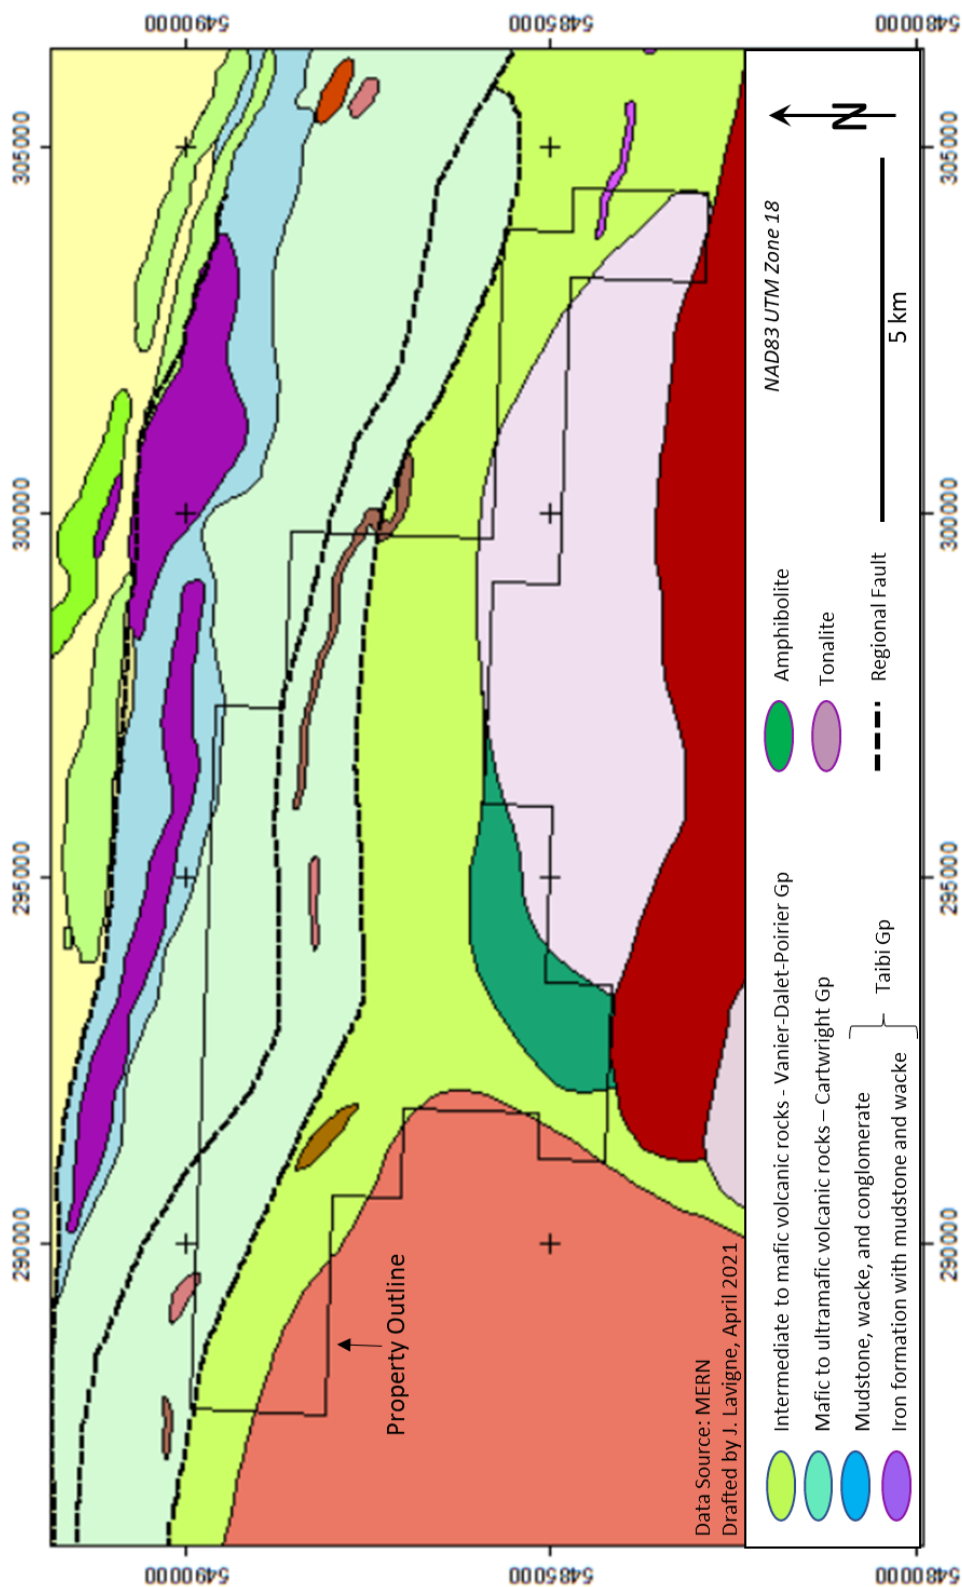 290000 295000 300000 305000
5490000 5490000
5485000 5485000
5480000 5480000
Property Outline
Data Source: MERN
Drafted by J. Lavigne, April 2021
Intermediate to mafic volcanic rocks - Vanier-Dalet-Poirier Gp
Mafic to ultramafic volcanic rocks – Cartwright Gp
Mudstone, wacke, and conglomerate
Iron formation with mudstone and wacke
Taibi Gp
Amphibolite
Tonalite
Regional Fault
NAD83 UTM Zone 18
5 km
N
290000 295000 300000 305000